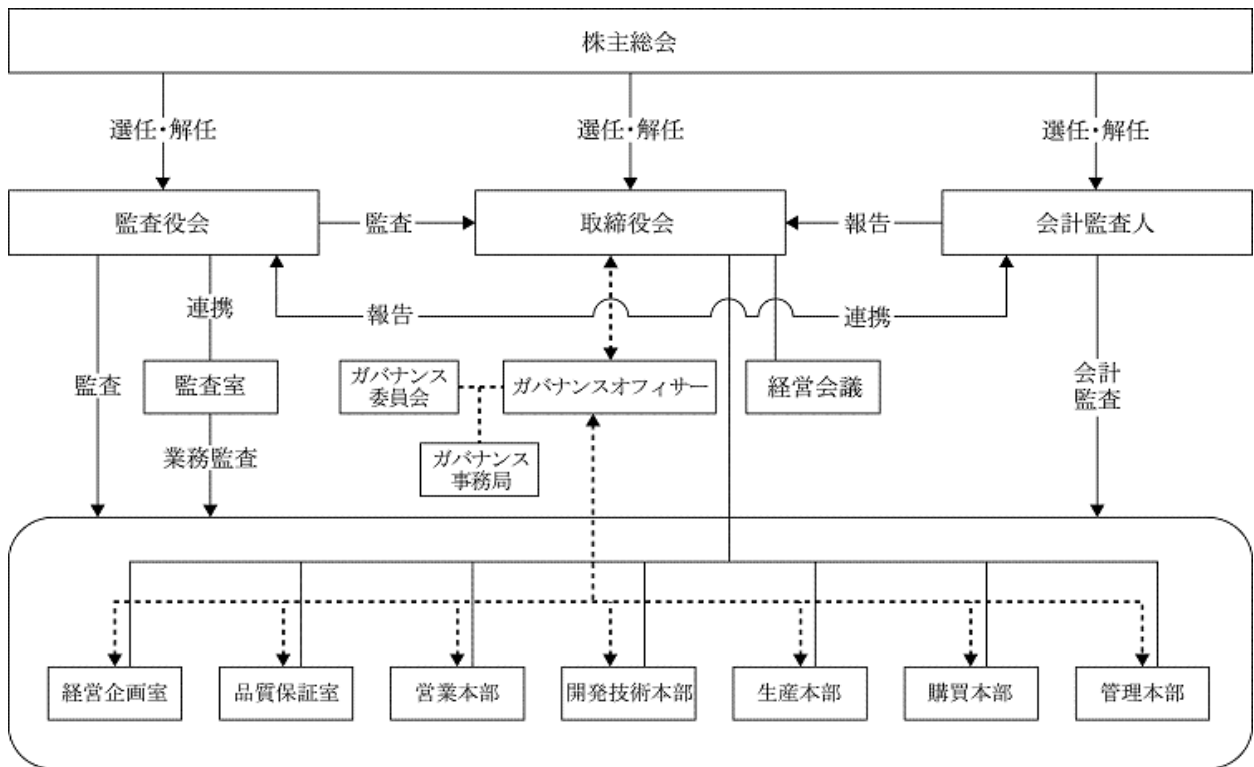 株主総会
選任・解任
選任・解任
選任・解任
監査役会
監査
取締役会
報告
会計監査人
連携
報告
連携
監査
監査室
ガバナンス
委員会
ガバナンスオフィサー
経営会議
会計
監査
業務監査
ガバナンス
事務局
経営企画室
品質保証室
営業本部
開発技術本部
生産本部
購買本部
管理本部